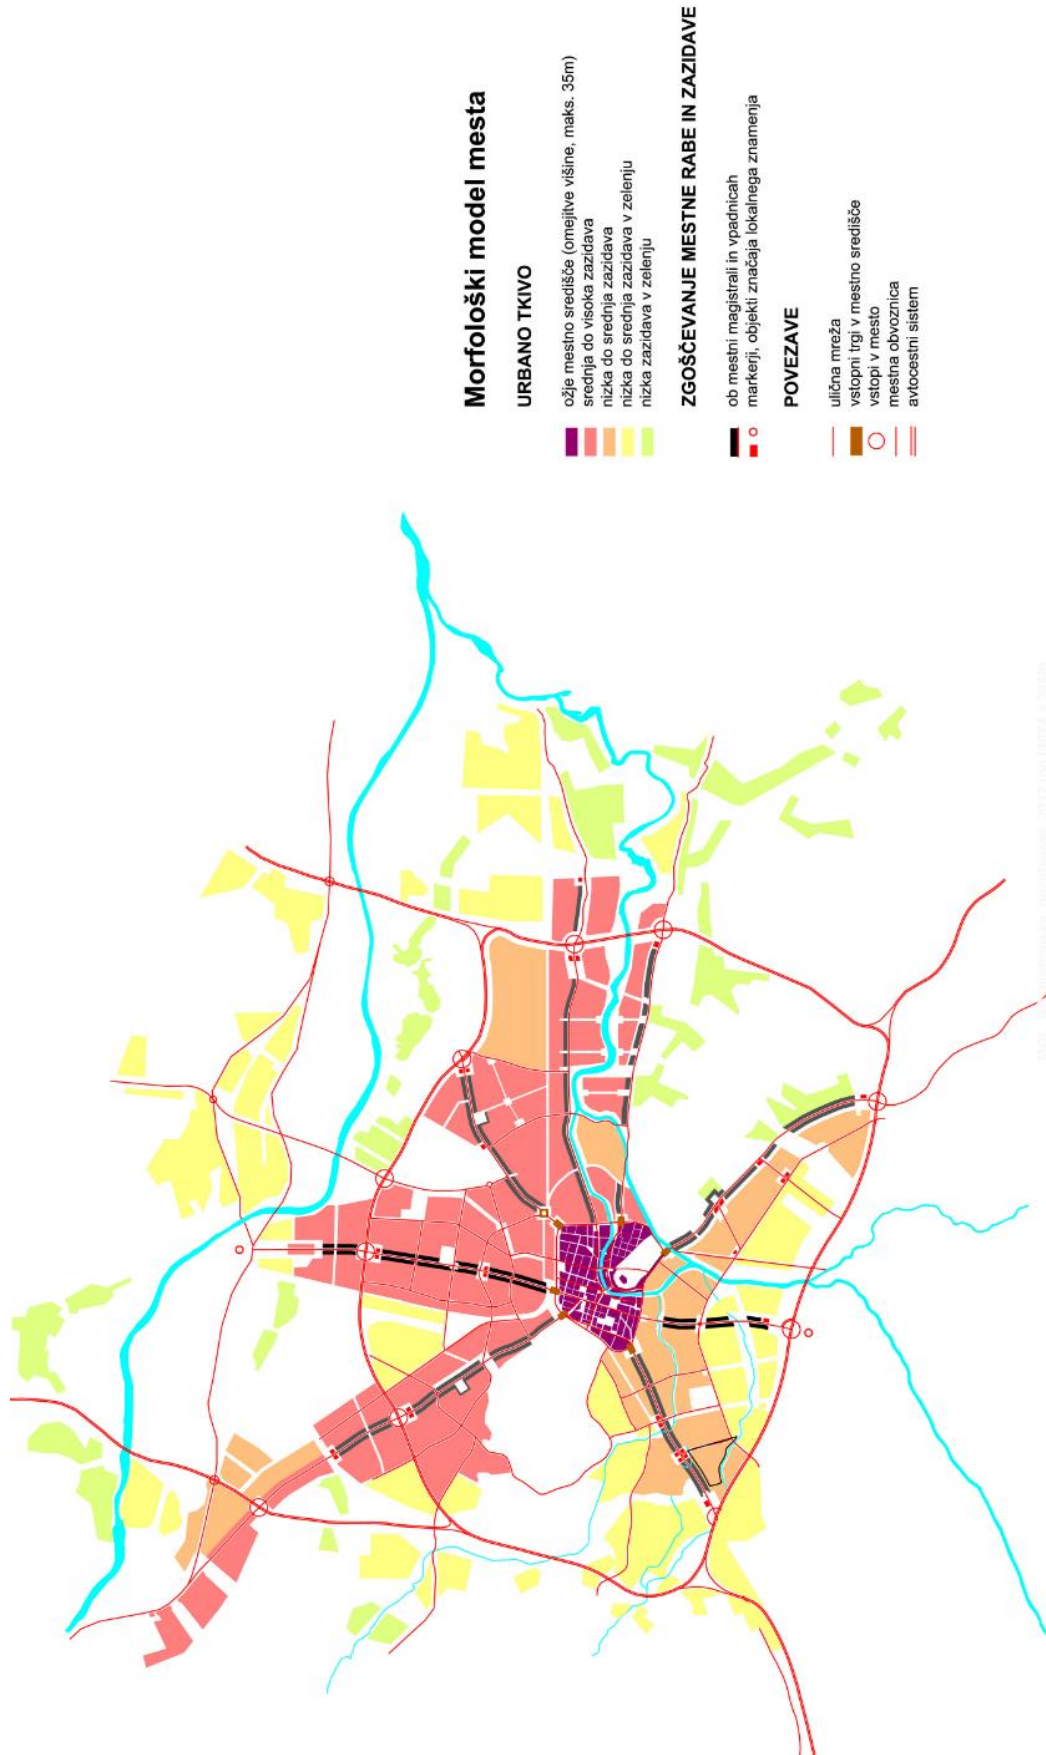 Morfološki model mesta
URBANO TKIVO
ožje mestno središče (omejitve višine, maks. 35m)
srednja do visoka zazidava
nizka do srednja zazidava
nizka do srednja zazidava v zelenju
nizka zazidava v zelenju
ZGOŠČEVANJE MESTNE RABE IN ZAZIDAVE
ob mestni magistrali in vpadnicah
markerji, objekti značaja lokalnega znamenja
POVEZAVE
ulična mreža
vstopni trgi v mestno središče
vstopi v mesto
mestna obvoznica
avtocestni sistem